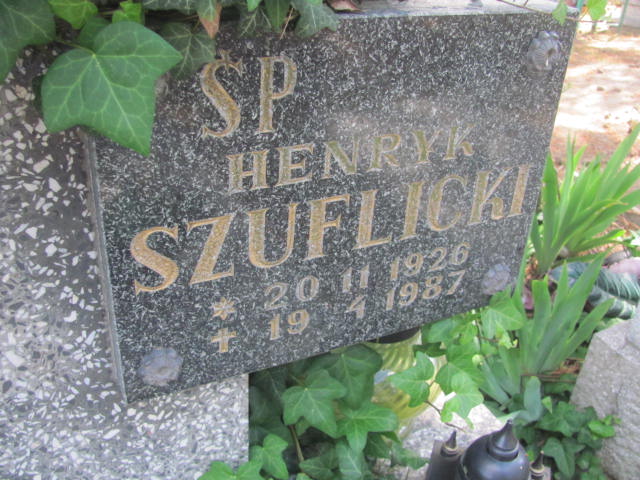 ŚP
HENRYK
SZUFLICKI
* 20 11 1926
+ 19 4 1987